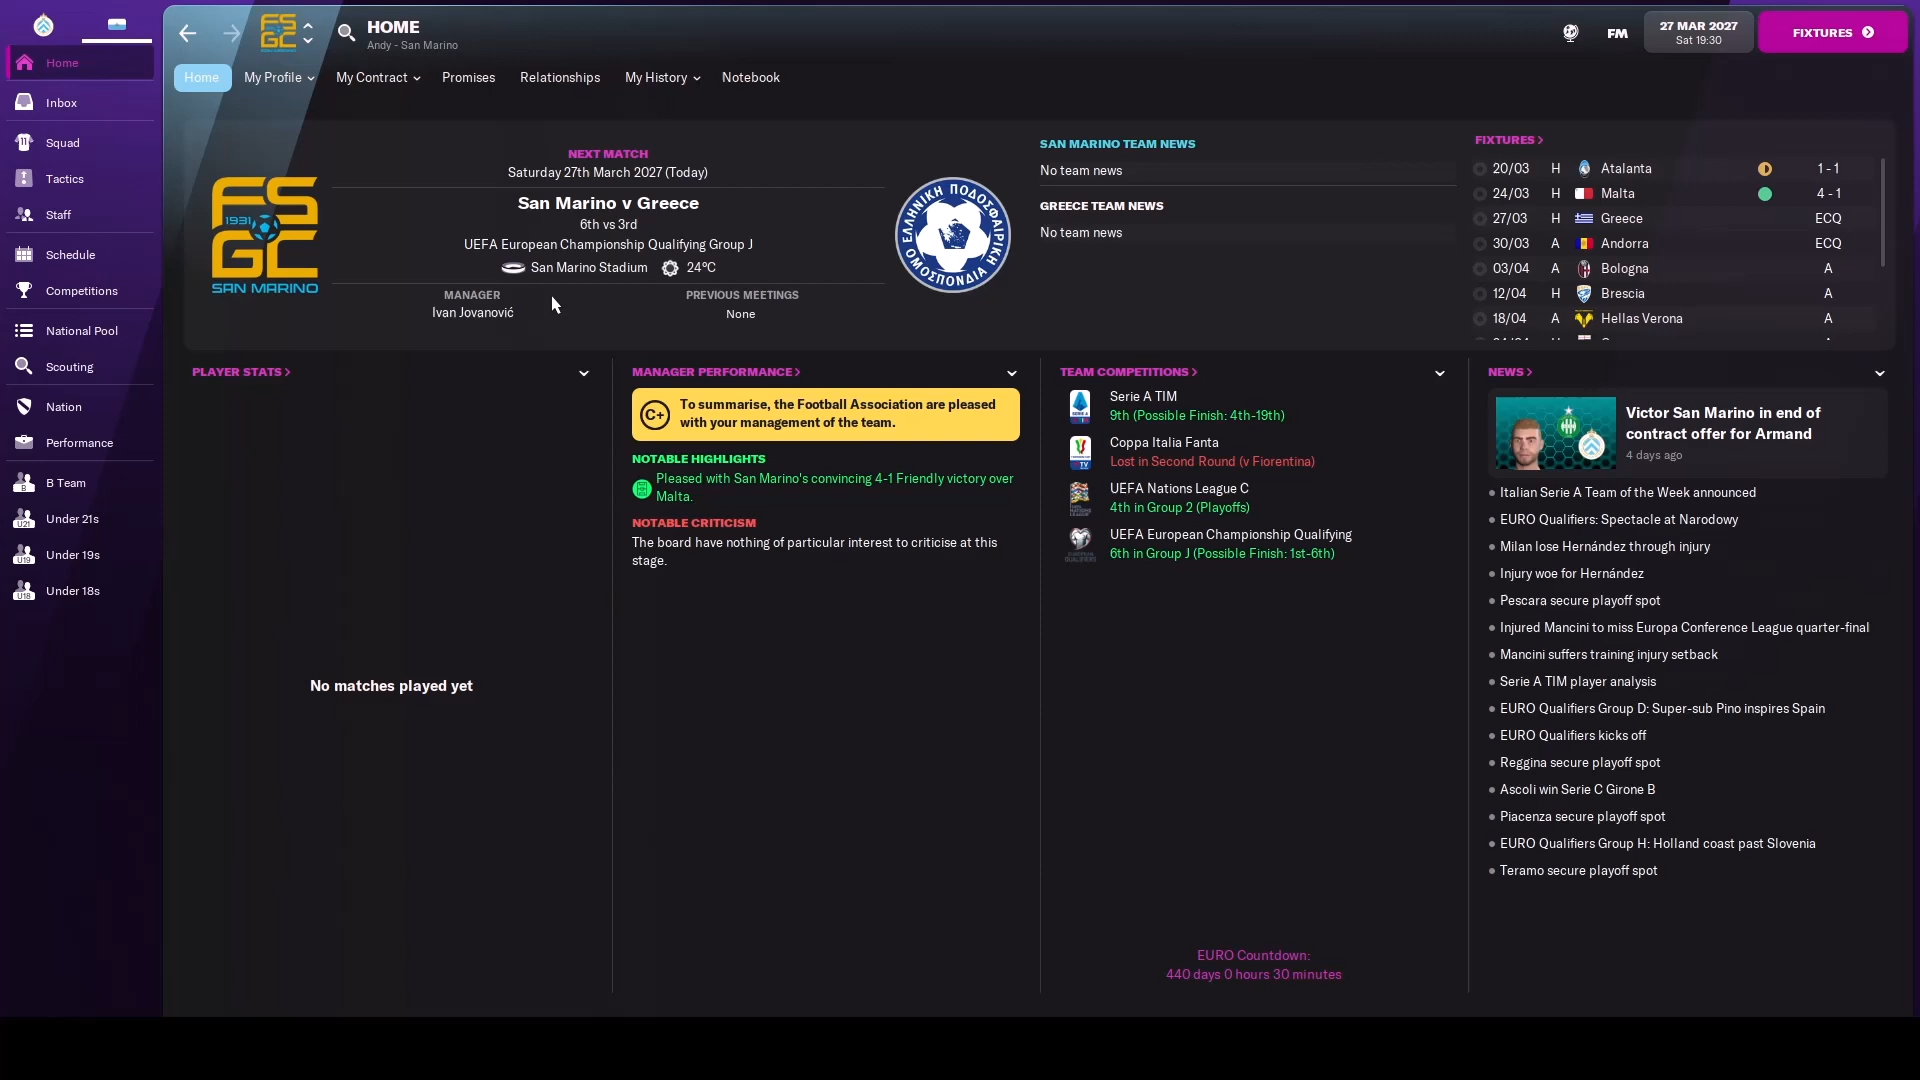 HOME
Andy - San Marino
FM
27 MAR 2027
Sat 19:30
FIXTURES
Home
Inbox
Squad
Tactics
Staff
Schedule
Competitions
National Pool
Scouting
Nation
Performance
B
B Team
U21
Under 21s
U19
Under 19s
U18
Under 18s
Home
My Profile
My Contract
Promises
Relationships
My History
Notebook
FSGC
1931
SAN MARINO
NEXT MATCH
Saturday 27th March 2027 (Today)
San Marino v Greece
6th vs 3rd
UEFA European Championship Qualifying Group J
San Marino Stadium
24°C
MANAGER
Ivan Jovanović
PREVIOUS MEETINGS
None
ΕΛΛΗΝΙΚΗ ΠΟΔΟΣΦΑΙΡΙΚΗ ΟΜΟΣΠΟΝΔΙΑ
SAN MARINO TEAM NEWS
No team news
GREECE TEAM NEWS
No team news
FIXTURES
20/03 H Atalanta 1 - 1
24/03 H Malta 4 - 1
27/03 H Greece ECQ
30/03 A Andorra ECQ
03/04 A Bologna A
12/04 H Brescia A
18/04 A Hellas Verona A
PLAYER STATS
No matches played yet
MANAGER PERFORMANCE
C+
To summarise, the Football Association are pleased
with your management of the team.
NOTABLE HIGHLIGHTS
Pleased with San Marino's convincing 4-1 Friendly victory over
Malta.
NOTABLE CRITICISM
The board have nothing of particular interest to criticise at this
stage.
TEAM COMPETITIONS
Serie A TIM
9th (Possible Finish: 4th-19th)
Coppa Italia Fanta
Lost in Second Round (v Fiorentina)
UEFA Nations League C
4th in Group 2 (Playoffs)
UEFA European Championship Qualifying
6th in Group J (Possible Finish: 1st-6th)
EURO Countdown:
440 days 0 hours 30 minutes
NEWS
Victor San Marino in end of
contract offer for Armand
4 days ago
Italian Serie A Team of the Week announced
EURO Qualifiers: Spectacle at Narodowy
Milan lose Hernández through injury
Injury woe for Hernández
Pescara secure playoff spot
Injured Mancini to miss Europa Conference League quarter-final
Mancini suffers training injury setback
Serie A TIM player analysis
EURO Qualifiers Group D: Super-sub Pino inspires Spain
EURO Qualifiers kicks off
Reggina secure playoff spot
Ascoli win Serie C Girone B
Piacenza secure playoff spot
EURO Qualifiers Group H: Holland coast past Slovenia
Teramo secure playoff spot